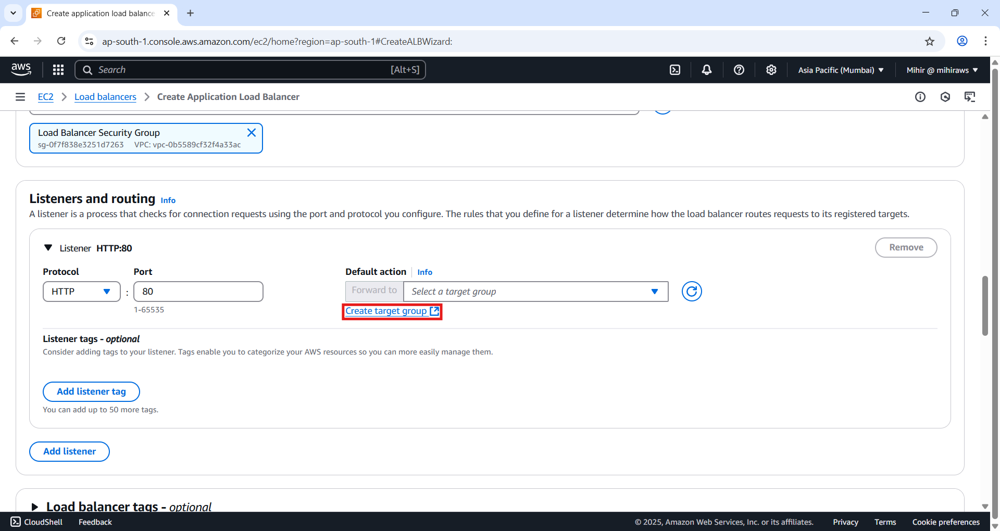 Create application load balance
ap-south-1.console.aws.amazon.com/ec2/home?region=ap-south-1#CreateALBWizard:
aws
Search
[Alt+S]
Asia Pacific (Mumbai)
Mihir @ mihiraws
EC2
Load balancers
Create Application Load Balancer
Load Balancer Security Group
sg-0f7f838e3251d7263 VPC: vpc-0b5589cf32f4a33ac
Listeners and routing Info
A listener is a process that checks for connection requests using the port and protocol you configure. The rules that you define for a listener determine how the load balancer routes requests to its registered targets.
Listener HTTP:80
Remove
Protocol
Port
Default action
Info
HTTP
:
80
Forward to
Select a target group
1-65535
Create target group
Listener tags - optional
Consider adding tags to your listener. Tags enable you to categorize your AWS resources so you can more easily manage them.
Add listener tag
You can add up to 50 more tags.
Add listener
Load balancer tags - optional
CloudShell
Feedback
© 2025, Amazon Web Services, Inc. or its affiliates.
Privacy
Terms
Cookie preferences